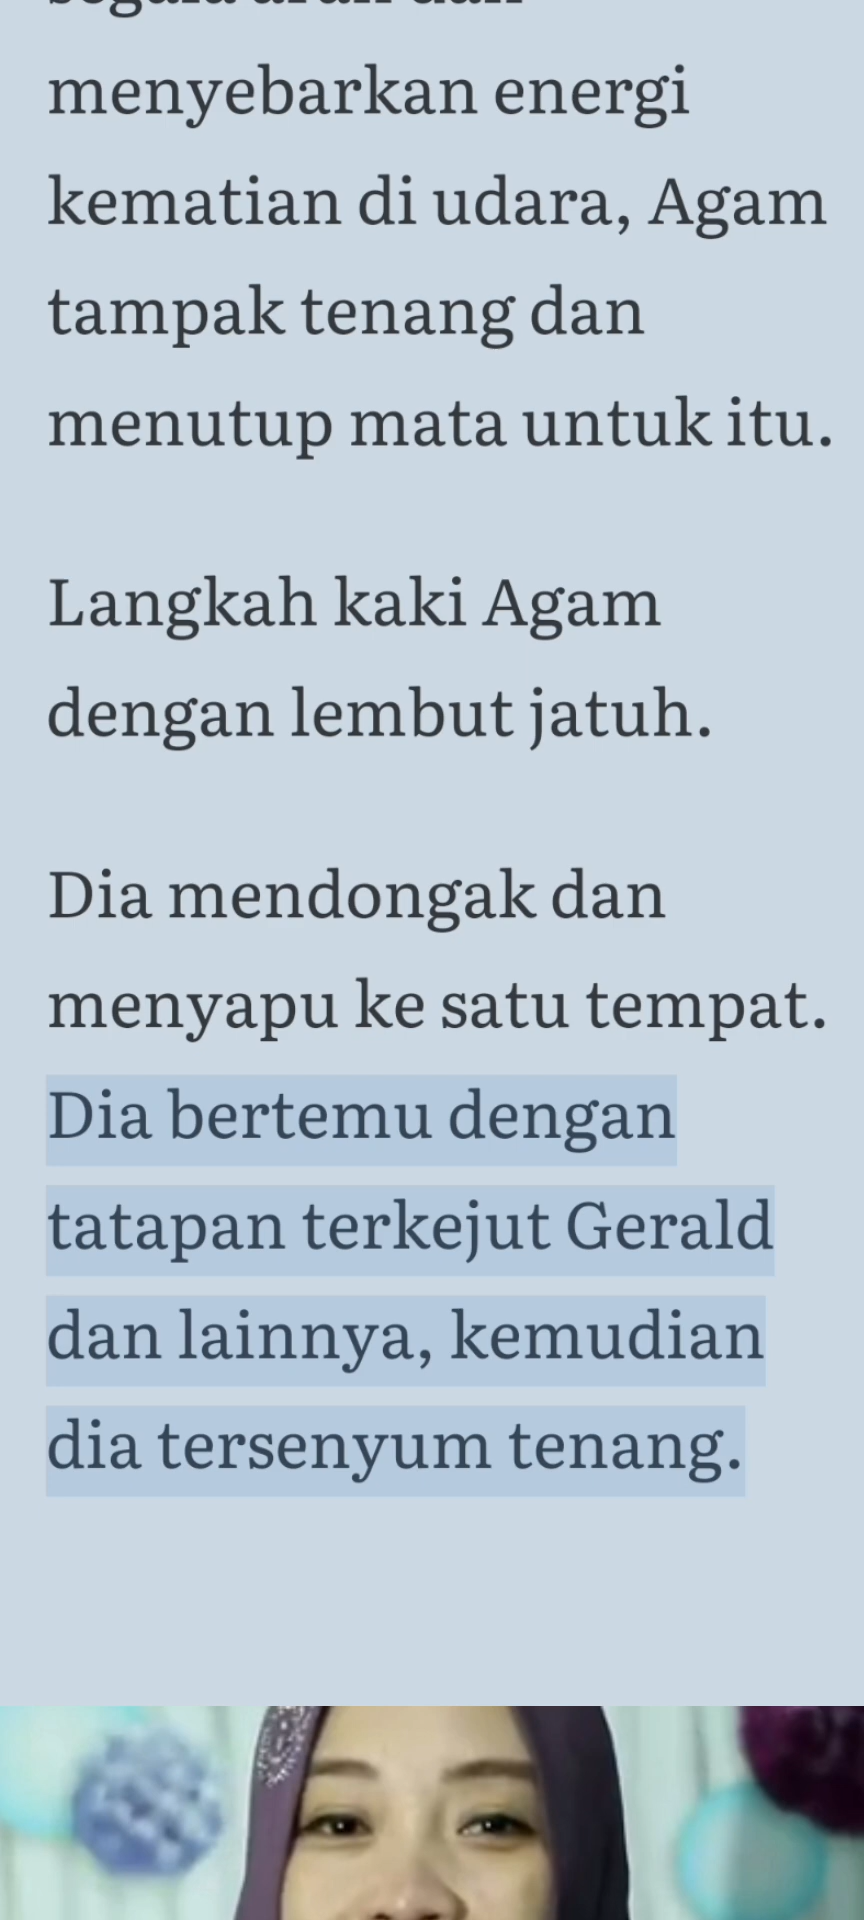 menyebarkan energi
kematian di udara, Agam
tampak tenang dan
menutup mata untuk itu.
Langkah kaki Agam
dengan lembut jatuh.
Dia mendongak dan
menyapu ke satu tempat.
Dia bertemu dengan
tatapan terkejut Gerald
dan lainnya, kemudian
dia tersenyum tenang.